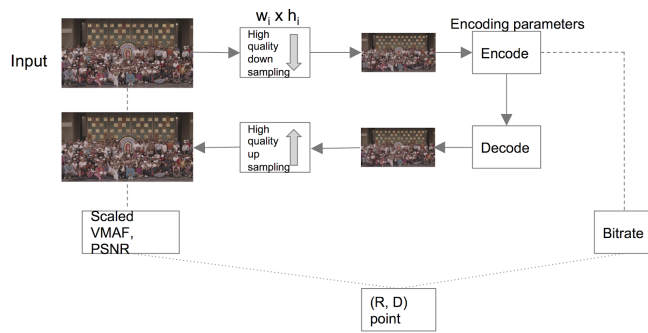 w_i x h_i
Encoding parameters
Input
High
quality
down
sampling
Encode
High
quality
up
sampling
Decode
Scaled
VMAF,
PSNR
Bitrate
(R, D)
point